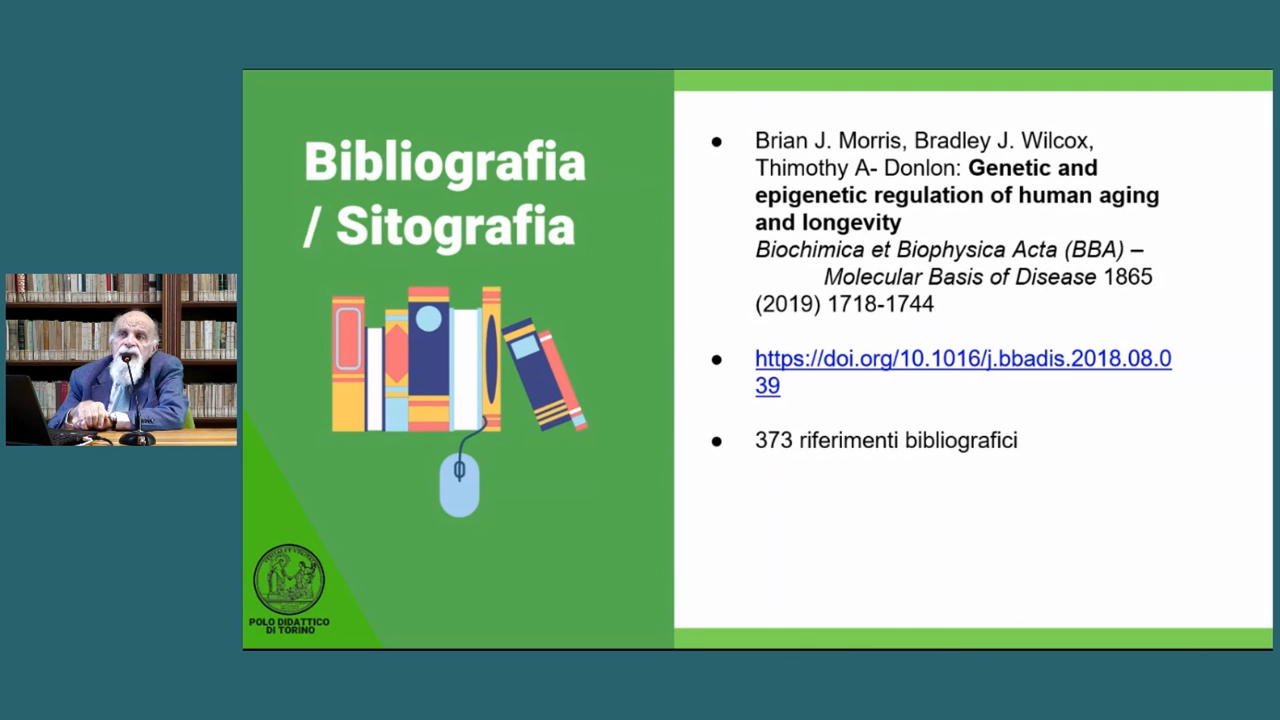 Bibliografia
/ Sitografia
POLO DIDATTICO
DI TORINO
● Brian J. Morris, Bradley J. Wilcox,
Thimothy A- Donlon: Genetic and
epigenetic regulation of human aging
and longevity
Biochimica et Biophysica Acta (BBA) –
Molecular Basis of Disease 1865
(2019) 1718-1744
● https://doi.org/10.1016/j.bbadis.2018.08.0
39
● 373 riferimenti bibliografici